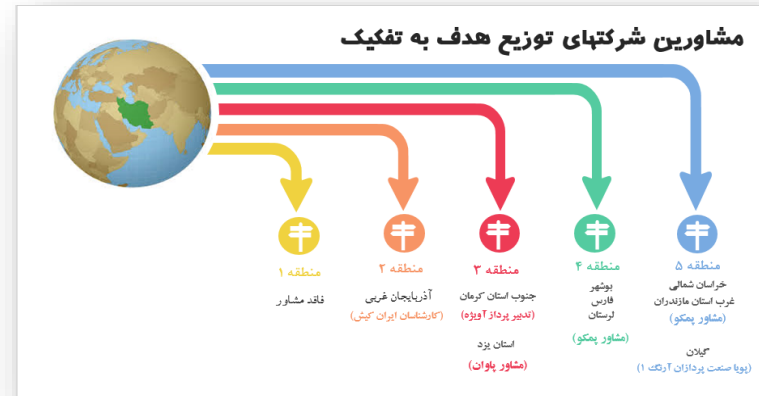 مشاورین شرکتهای توزیع هدف به تفکیک
منطقه ۵
خراسان شمالی
غرب استان مازندران
(مشاور پمکو)
گیلان
(پویا صنعت پردازان آرنگ ۱)
منطقه ۴
بوشهر
فارس
لرستان
(مشاور پمکو)
منطقه ۳
جنوب استان کرمان
(تدبیر پرداز آویژه)
استان یزد
(مشاور پاوان)
منطقه ۲
آذربایجان غربی
(کارشناسان ایران کیش)
منطقه ۱
فاقد مشاور